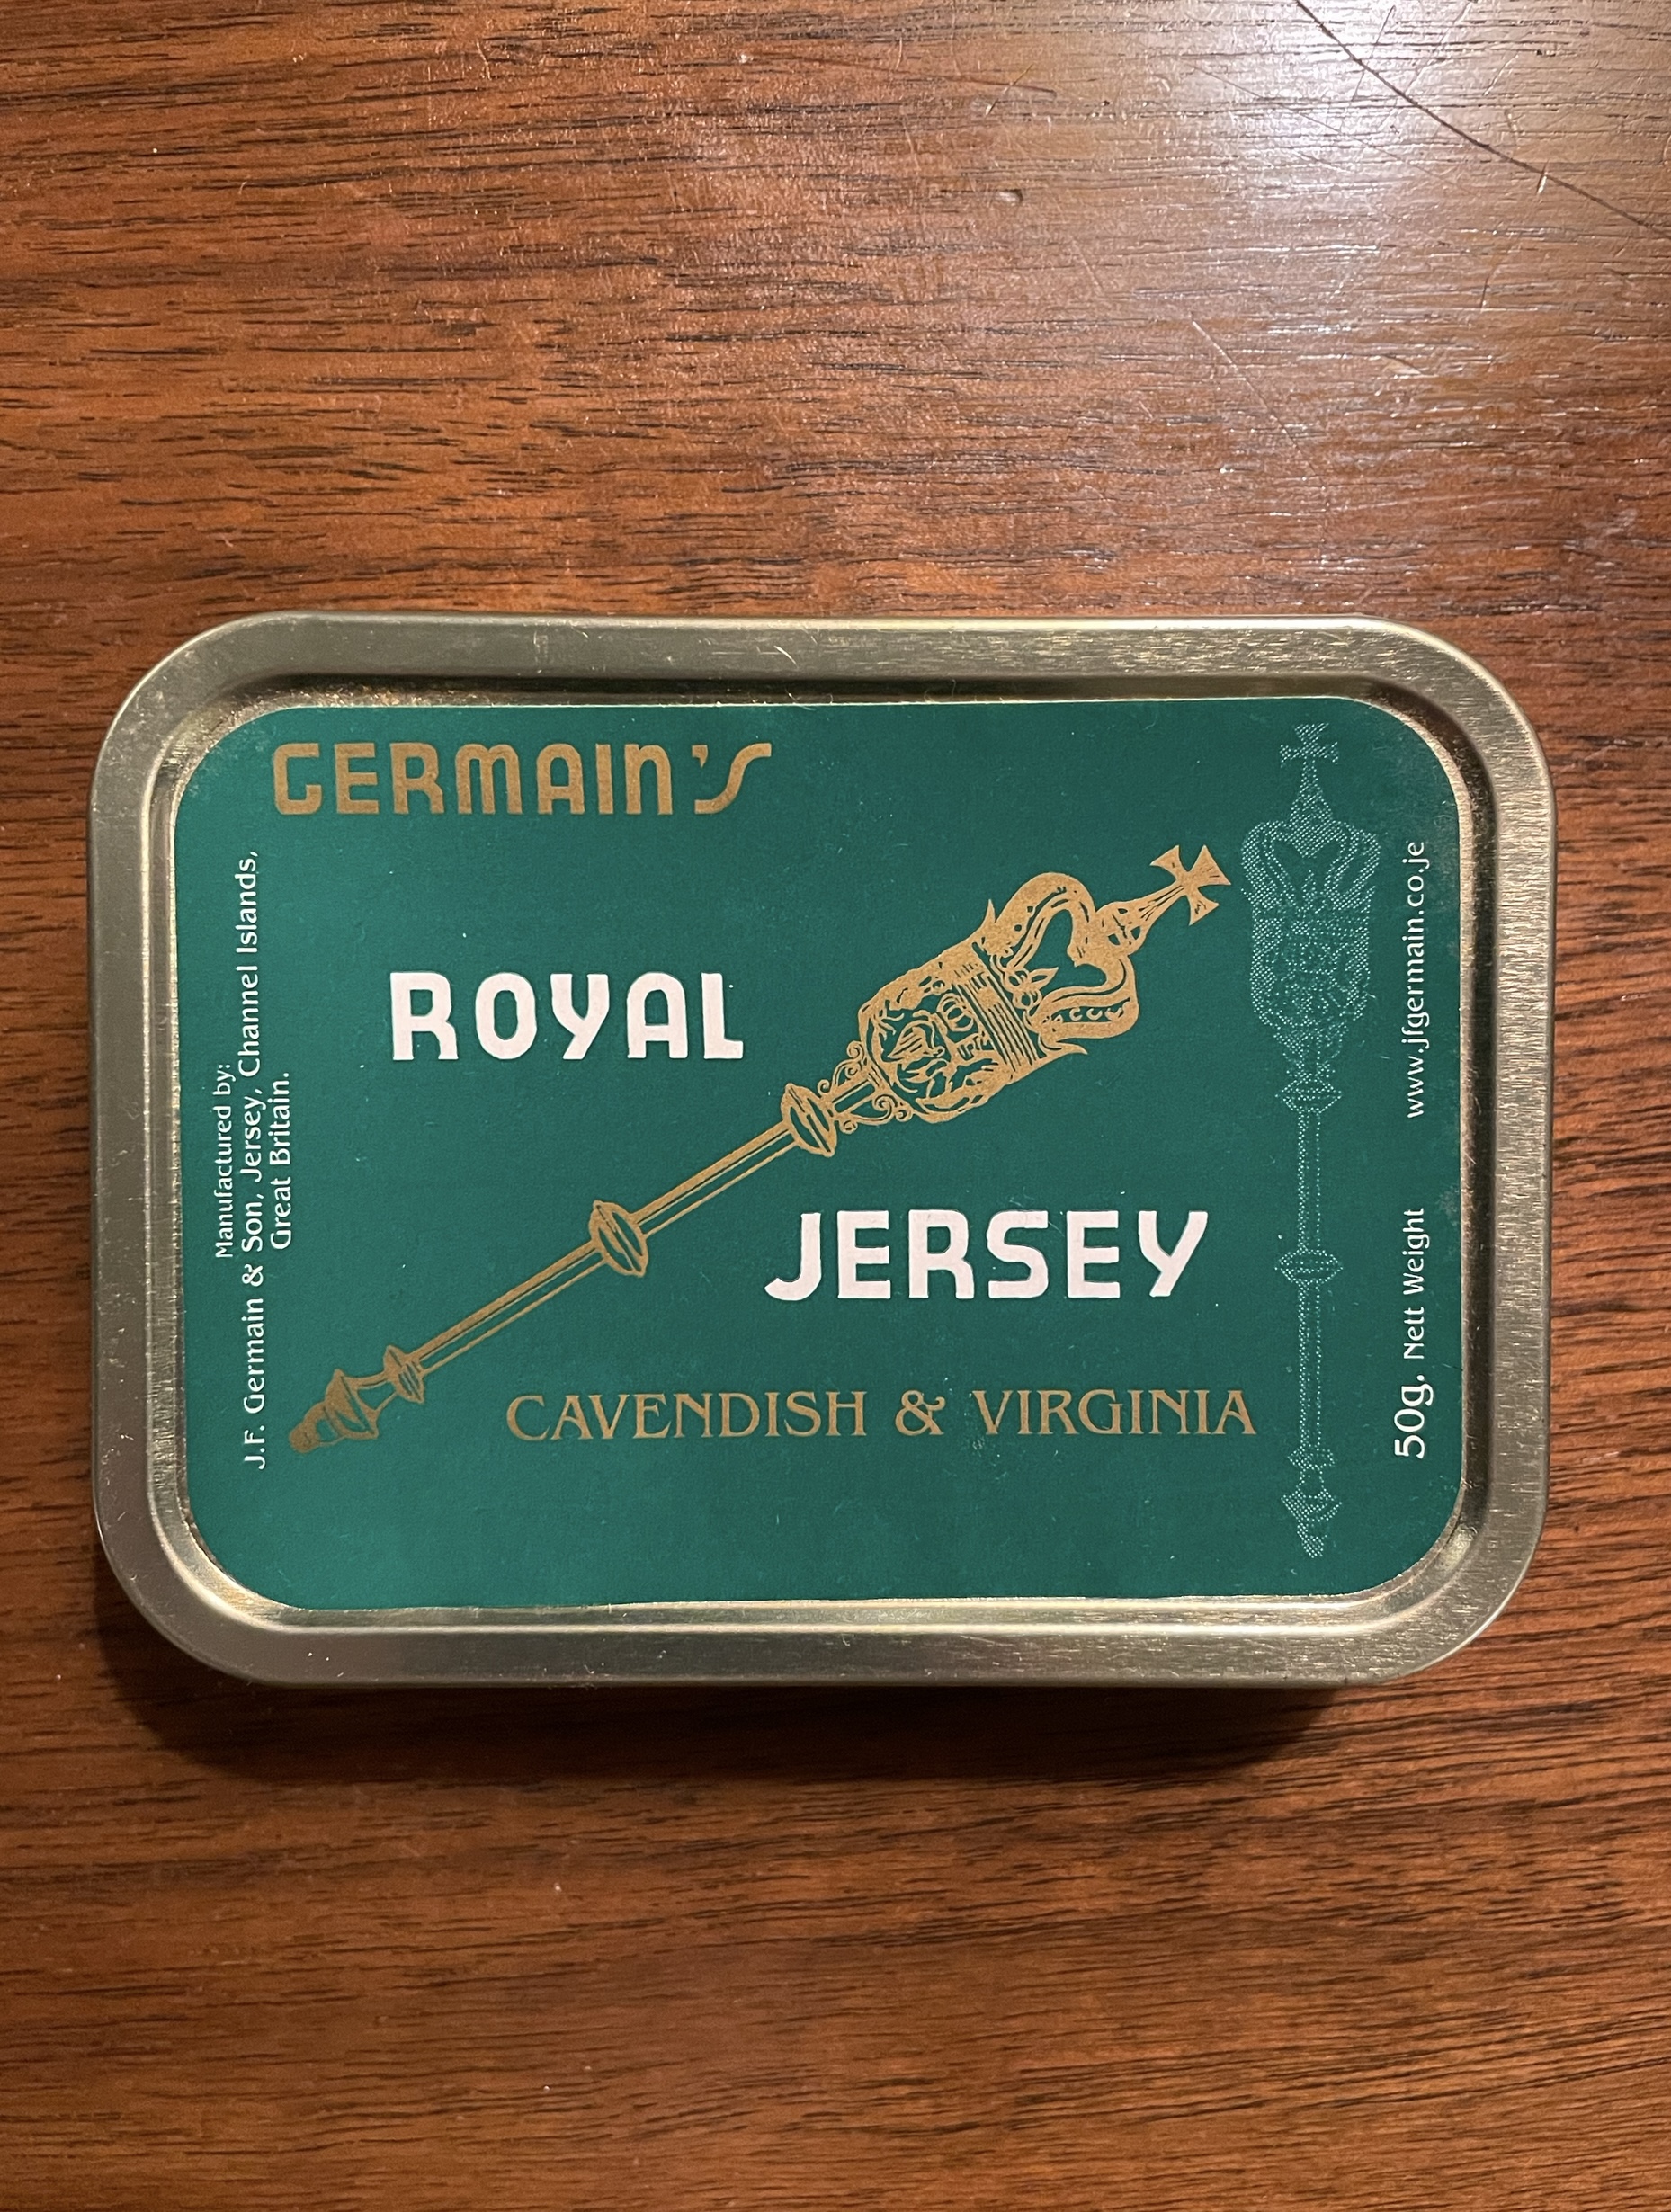 GERMAIN'S
Manufactured by:
J.F. Germain & Son, Jersey, Channel Islands,
Great Britain.
ROYAL
JERSEY
CAVENDISH & VIRGINIA
50g. Nett Weight
www.jfgermain.co.je